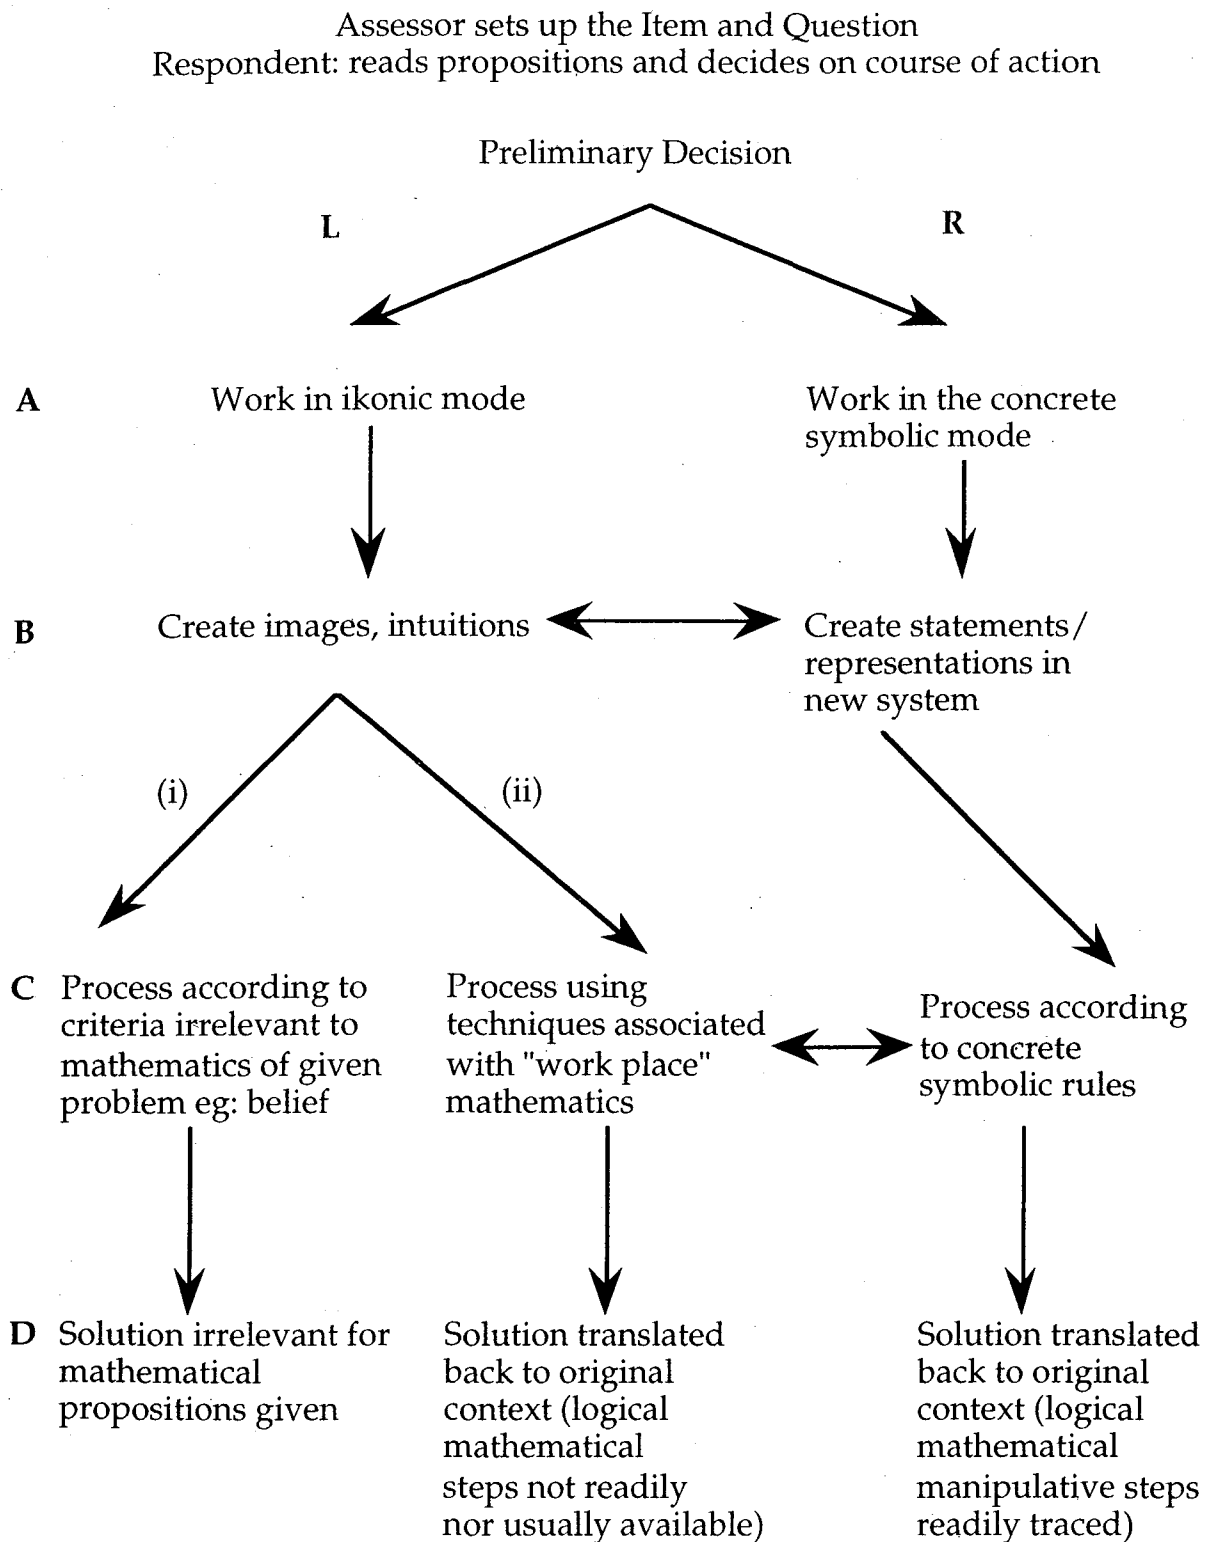 Assessor sets up the Item and Question
Respondent: reads propositions and decides on course of action
Preliminary Decision
L
R
A
Work in ikonic mode
Work in the concrete
symbolic mode
B
Create images, intuitions
Create statements/
representations in
new system
(i)
(ii)
C
Process according to
criteria irrelevant to
mathematics of given
problem eg: belief
Process using
techniques associated
with "work place"
mathematics
Process according
to concrete
symbolic rules
D
Solution irrelevant for
mathematical
propositions given
Solution translated
back to original
context (logical
mathematical
steps not readily
nor usually available)
Solution translated
back to original
context (logical
mathematical
manipulative steps
readily traced)